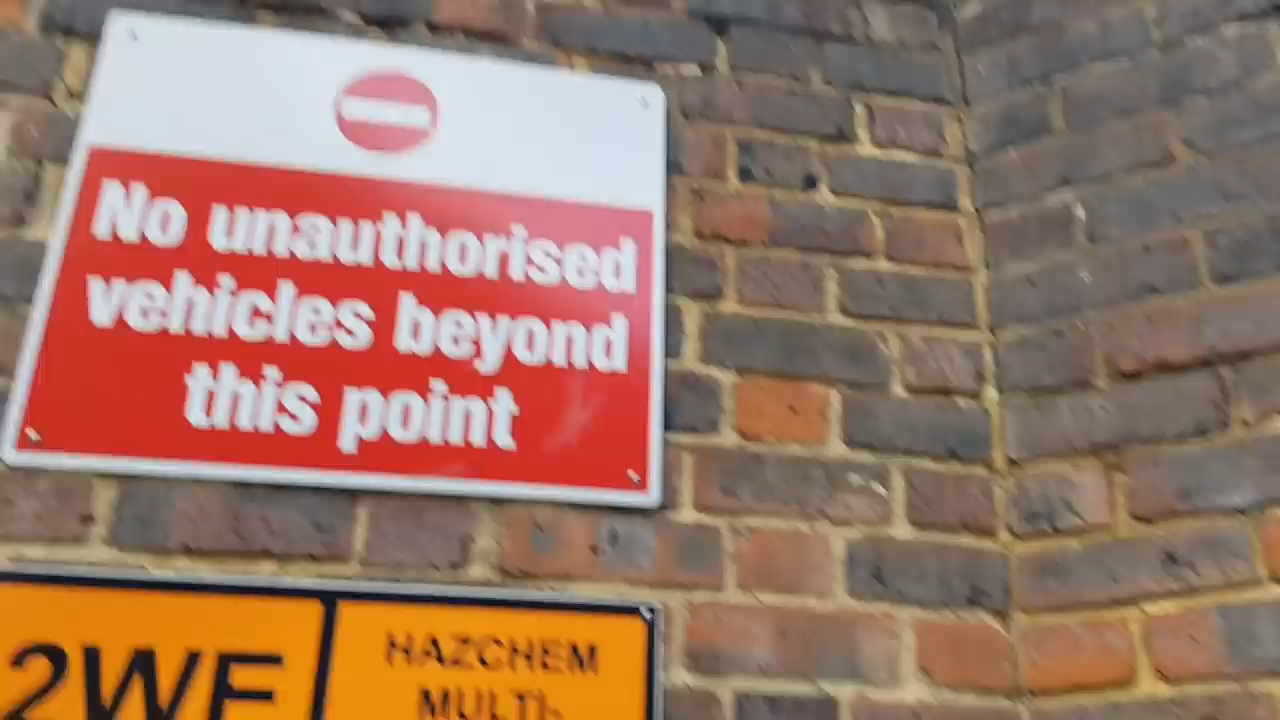 No unauthorised
vehicles beyond
this point
2WE
HAZCHEM
MULTI-